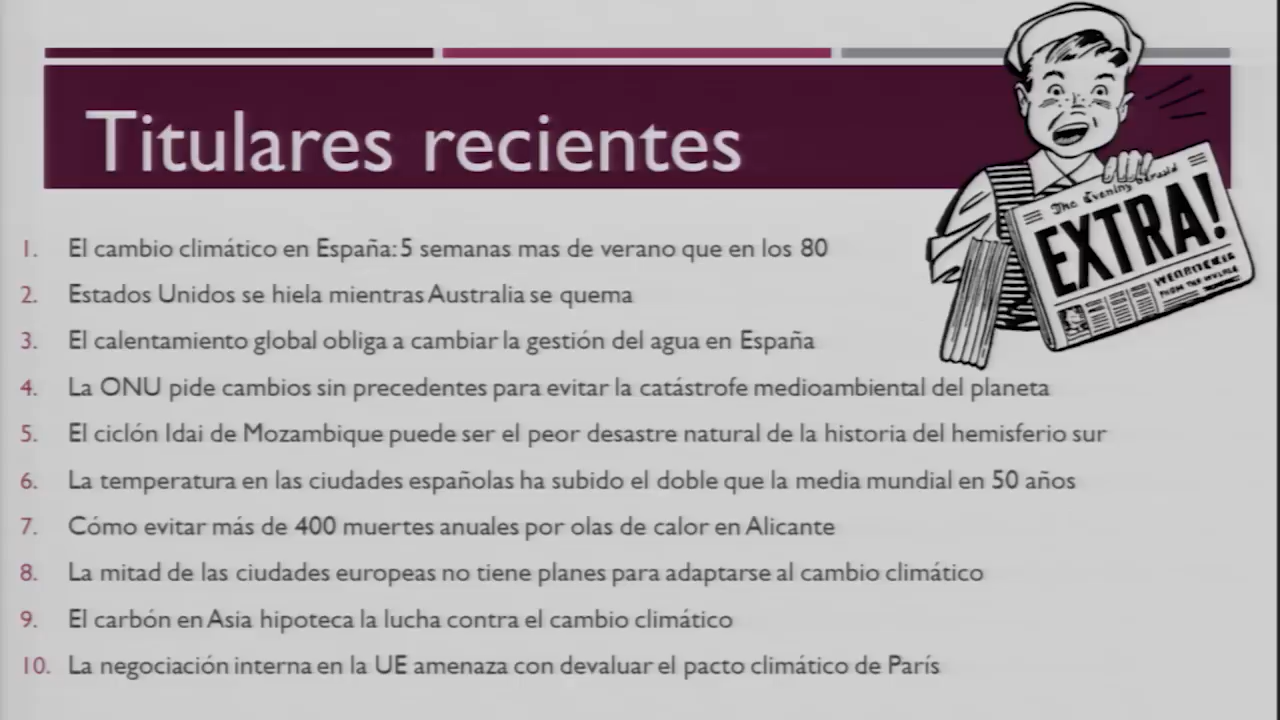 Titulares recientes
The Evening Herald
EXTRA!
1. El cambio climático en España: 5 semanas mas de verano que en los 80
2. Estados Unidos se hiela mientras Australia se quema
3. El calentamiento global obliga a cambiar la gestión del agua en España
4. La ONU pide cambios sin precedentes para evitar la catástrofe medioambiental del planeta
5. El ciclón Idai de Mozambique puede ser el peor desastre natural de la historia del hemisferio sur
6. La temperatura en las ciudades españolas ha subido el doble que la media mundial en 50 años
7. Cómo evitar más de 400 muertes anuales por olas de calor en Alicante
8. La mitad de las ciudades europeas no tiene planes para adaptarse al cambio climático
9. El carbón en Asia hipoteca la lucha contra el cambio climático
10. La negociación interna en la UE amenaza con devaluar el pacto climático de París